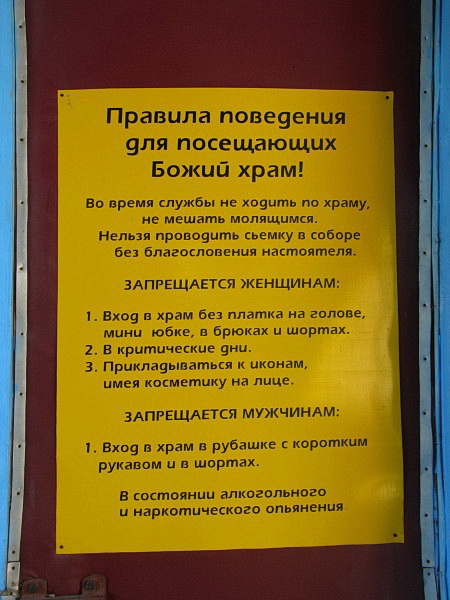 Правила поведения
для посещающих
Божий храм!
Во время службы не ходить по храму,
не мешать молящимся.
Нельзя проводить сьемку в соборе
без благословения настоятеля.
ЗАПРЕЩАЕТСЯ ЖЕНЩИНАМ:
1. Вход в храм без платка на голове,
мини юбке, в брюках и шортах.
2. В критические дни.
3. Прикладываться к иконам,
имея косметику на лице.
ЗАПРЕЩАЕТСЯ МУЖЧИНАМ:
1. Вход в храм в рубашке с коротким
рукавом и в шортах.
В состоянии алкогольного
и наркотического опьянения